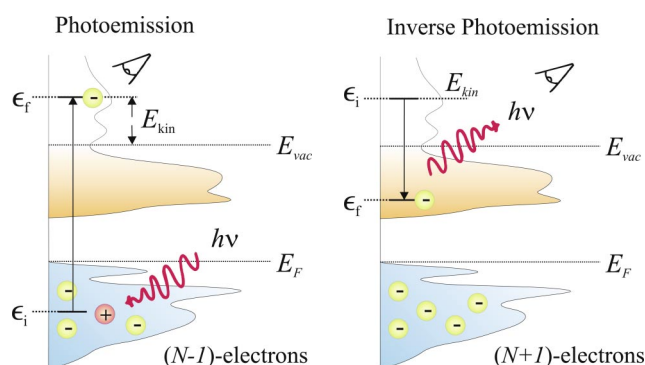 Photoemission
ϵf
-
Ekin
Evac
hν
EF
ϵi
+
-
-
-
(N-1)-electrons
Inverse Photoemission
ϵi
Ekin
hν
Evac
ϵf
-
EF
-
-
-
-
-
-
(N+1)-electrons